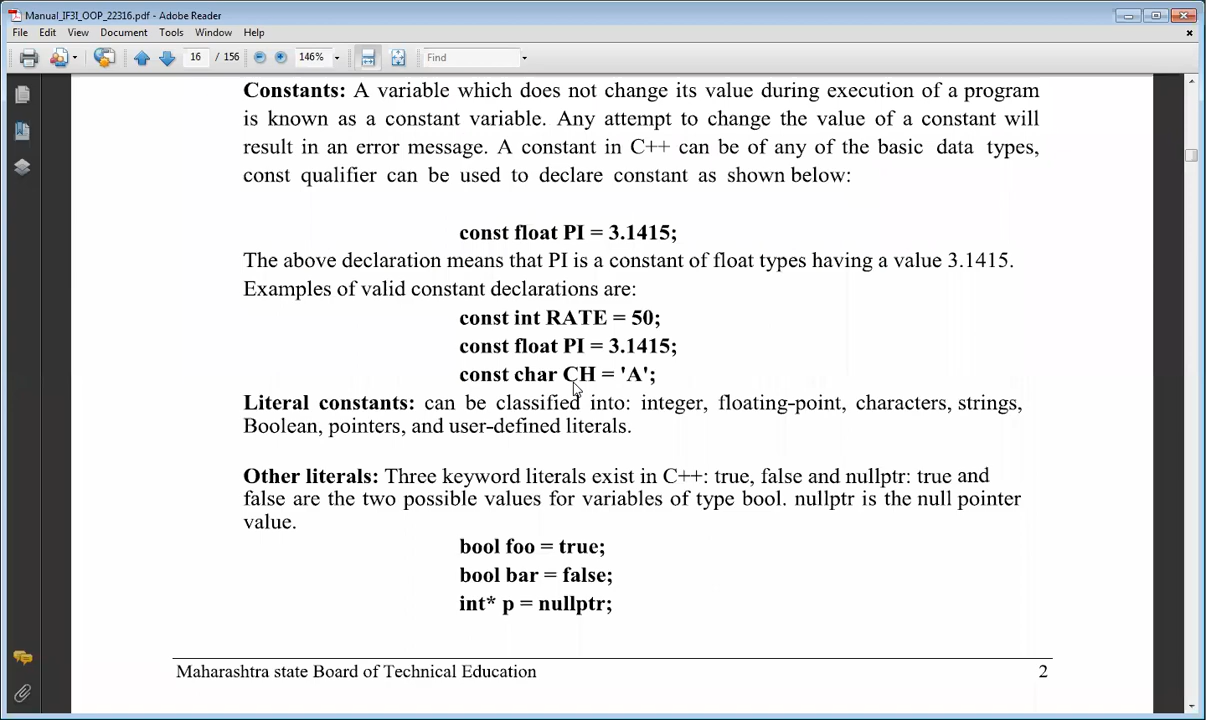 Manual_IF3I_OOP_22316.pdf - Adobe Reader
File Edit View Document Tools Window Help
16 / 156 146% Find
Constants: A variable which does not change its value during execution of a program
is known as a constant variable. Any attempt to change the value of a constant will
result in an error message. A constant in C++ can be of any of the basic data types,
const qualifier can be used to declare constant as shown below:
const float PI = 3.1415;
The above declaration means that PI is a constant of float types having a value 3.1415.
Examples of valid constant declarations are:
const int RATE = 50;
const float PI = 3.1415;
const char CH = 'A';
Literal constants: can be classified into: integer, floating-point, characters, strings,
Boolean, pointers, and user-defined literals.
Other literals: Three keyword literals exist in C++: true, false and nullptr: true and
false are the two possible values for variables of type bool. nullptr is the null pointer
value.
bool foo = true;
bool bar = false;
int* p = nullptr;
Maharashtra state Board of Technical Education 2